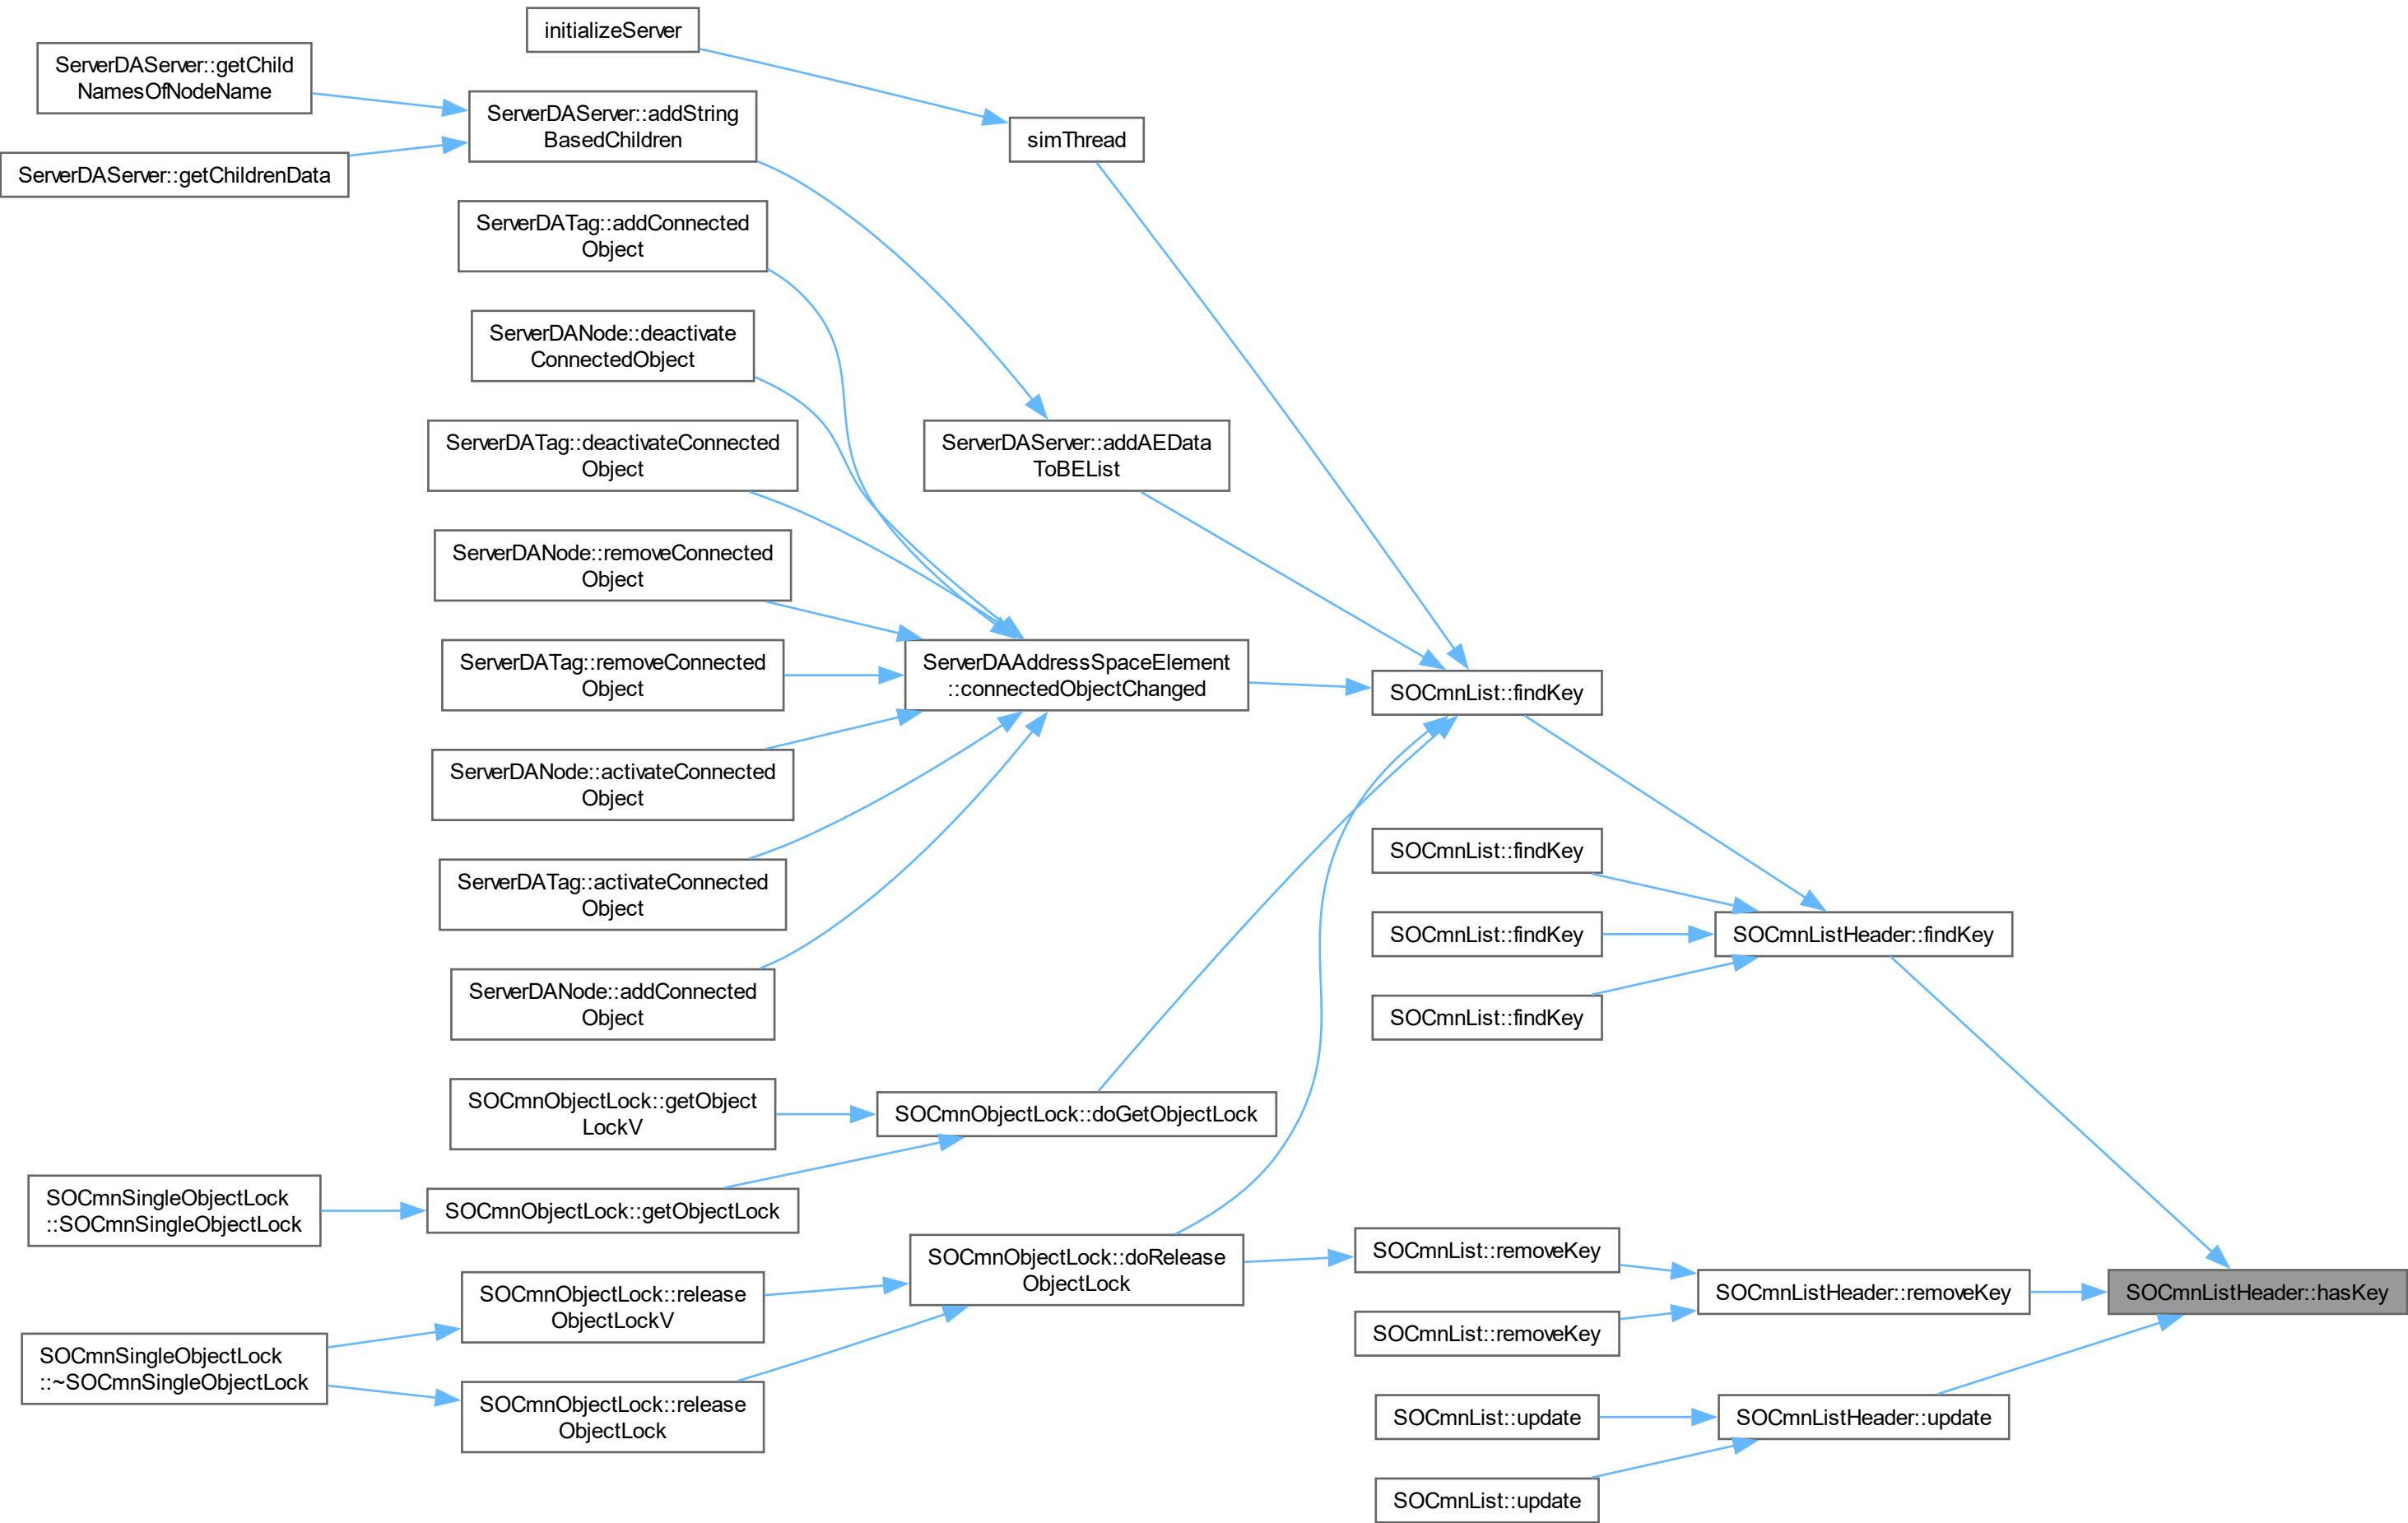 initializeServer
ServerDAServer::getChild
NamesOfNodeName
ServerDAServer::addString
BasedChildren
simThread
ServerDAServer::getChildrenData
ServerDATag::addConnected
Object
ServerDANode::deactivate
ConnectedObject
ServerDATag::deactivateConnected
Object
ServerDAServer::addAEData
ToBEList
ServerDANode::removeConnected
Object
ServerDATag::removeConnected
Object
ServerDAAddressSpaceElement
::connectedObjectChanged
SOCmnList::findKey
ServerDANode::activateConnected
Object
SOCmnList::findKey
ServerDATag::activateConnected
Object
SOCmnList::findKey
SOCmnListHeader::findKey
ServerDANode::addConnected
Object
SOCmnList::findKey
SOCmnObjectLock::getObject
LockV
SOCmnObjectLock::doGetObjectLock
SOCmnSingleObjectLock
::SOCmnSingleObjectLock
SOCmnObjectLock::getObjectLock
SOCmnObjectLock::doRelease
ObjectLock
SOCmnList::removeKey
SOCmnObjectLock::release
ObjectLockV
SOCmnListHeader::removeKey
SOCmnListHeader::hasKey
SOCmnList::removeKey
SOCmnSingleObjectLock
::~SOCmnSingleObjectLock
SOCmnObjectLock::release
ObjectLock
SOCmnList::update
SOCmnListHeader::update
SOCmnList::update